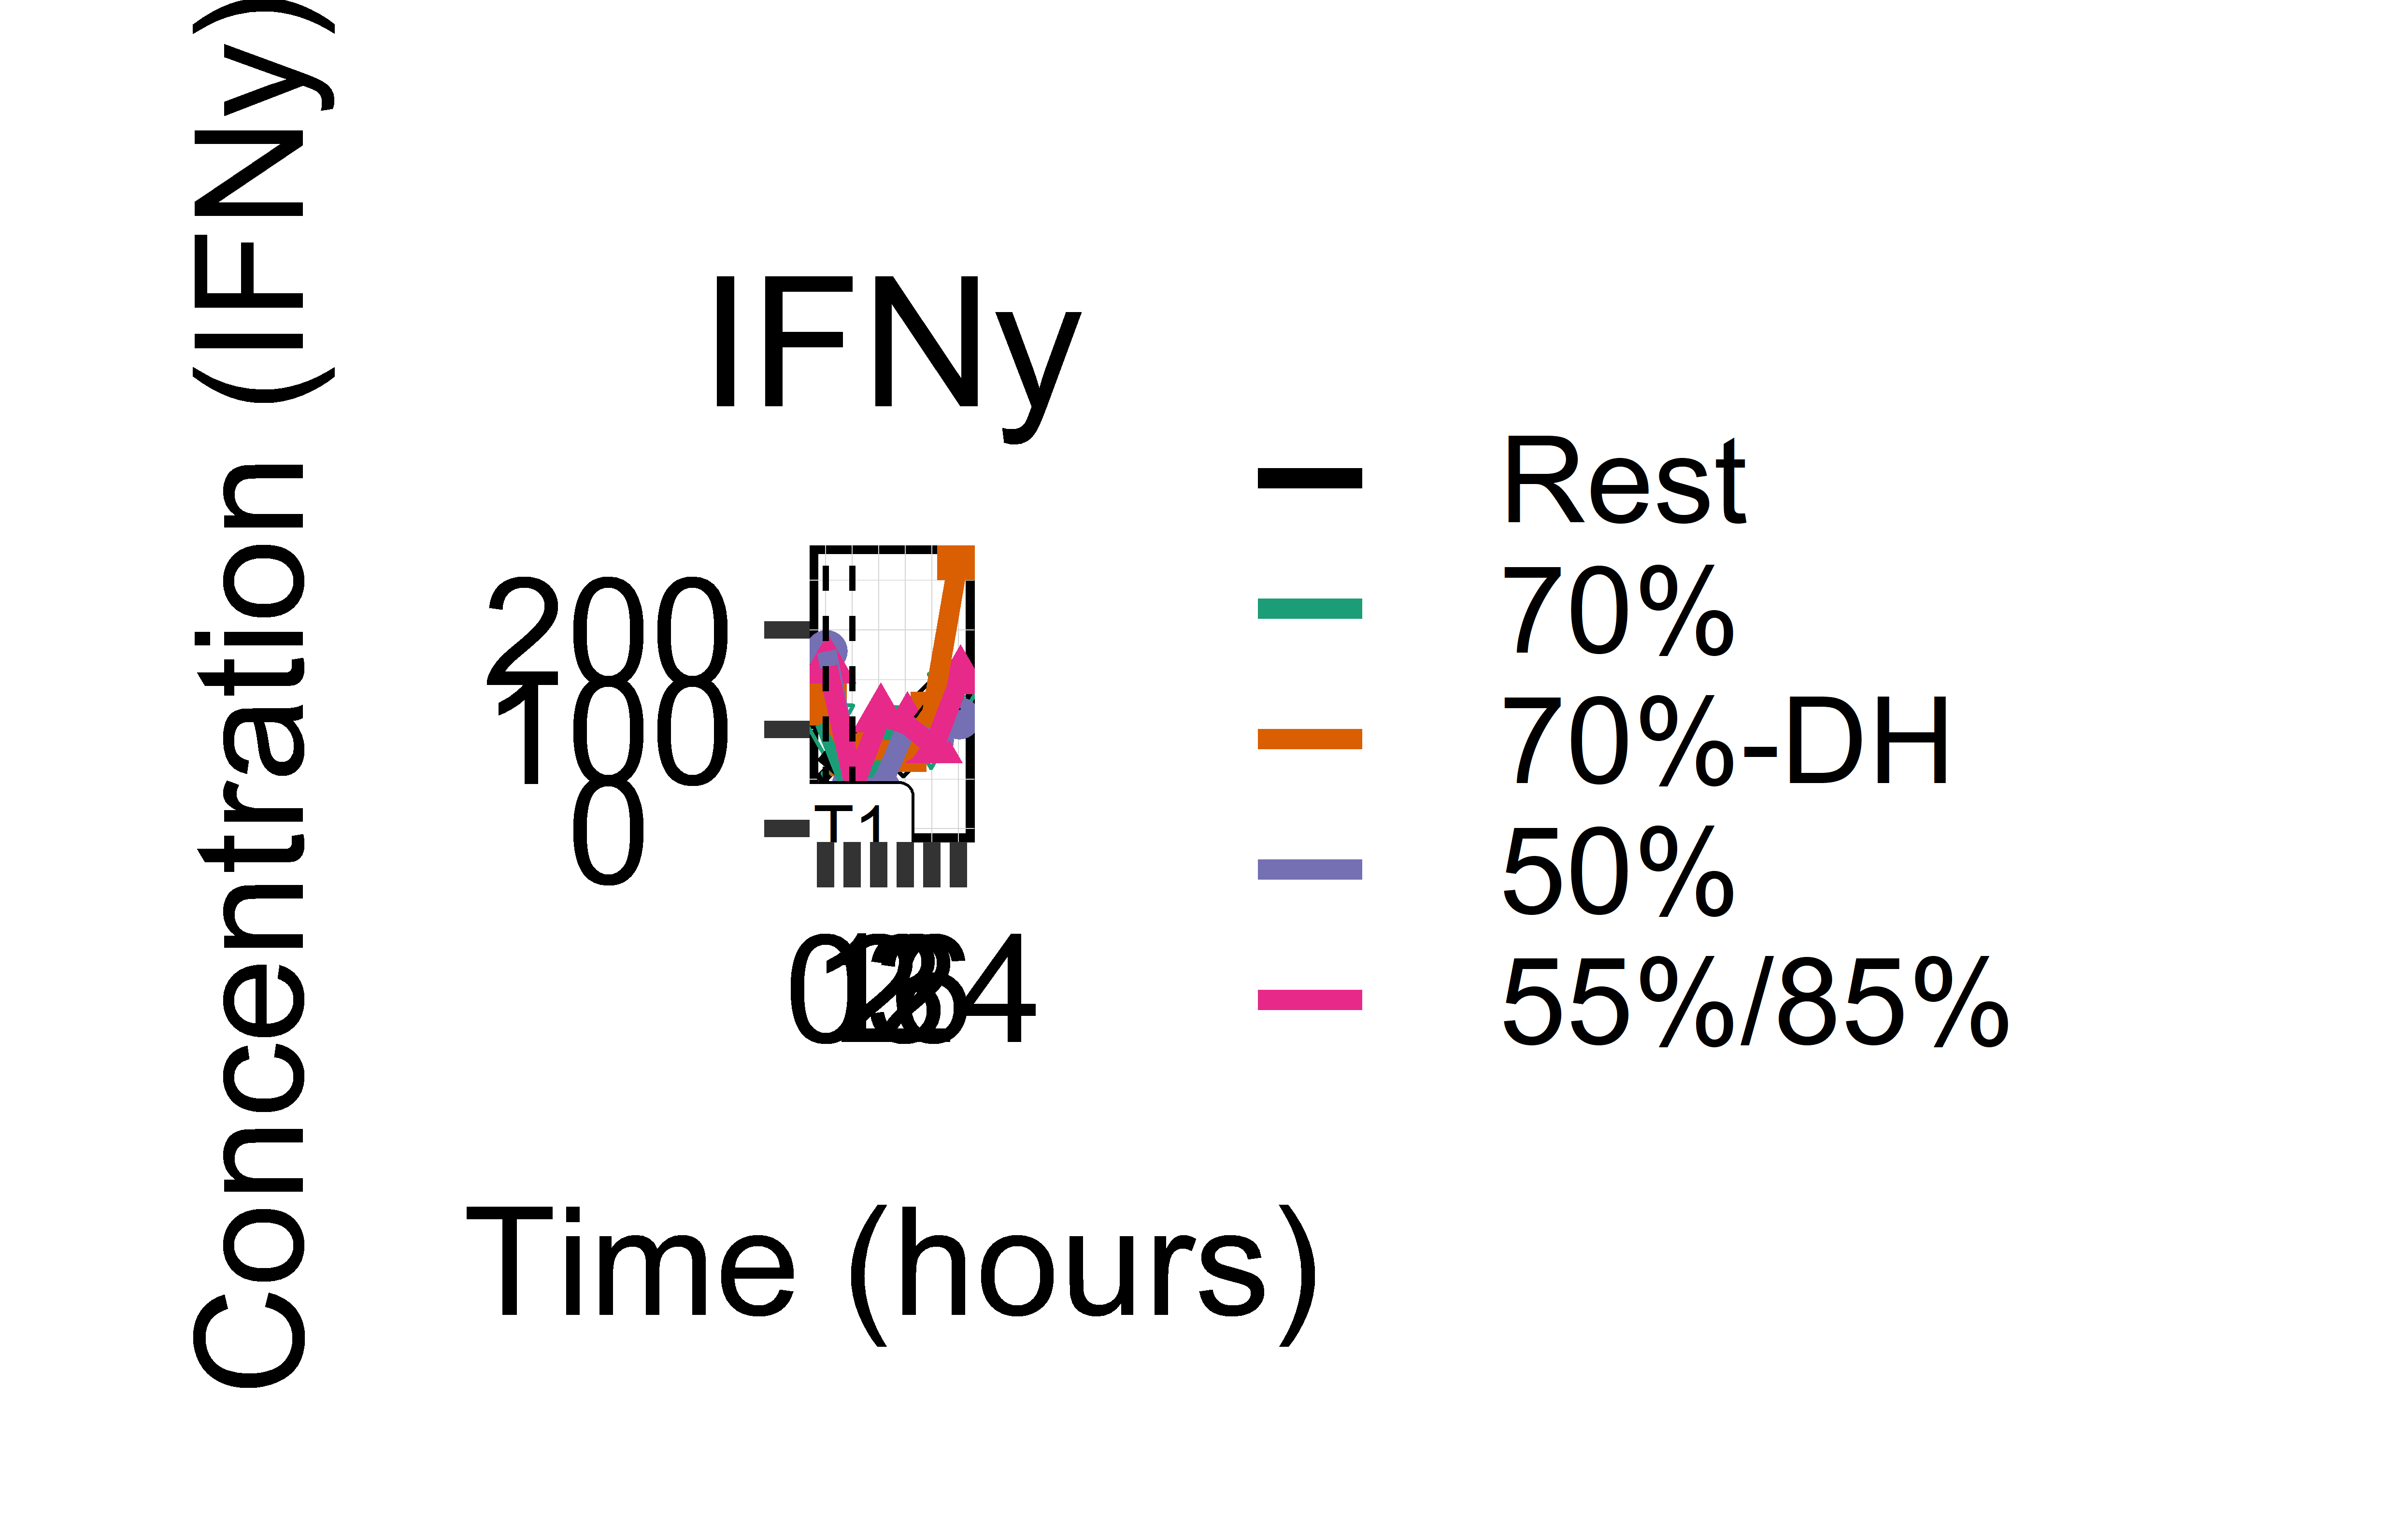 IFNy
Concentration (IFNy)
200
100
0
T1
Time (hours)
Rest
70%
70%-DH
50%
55%/85%